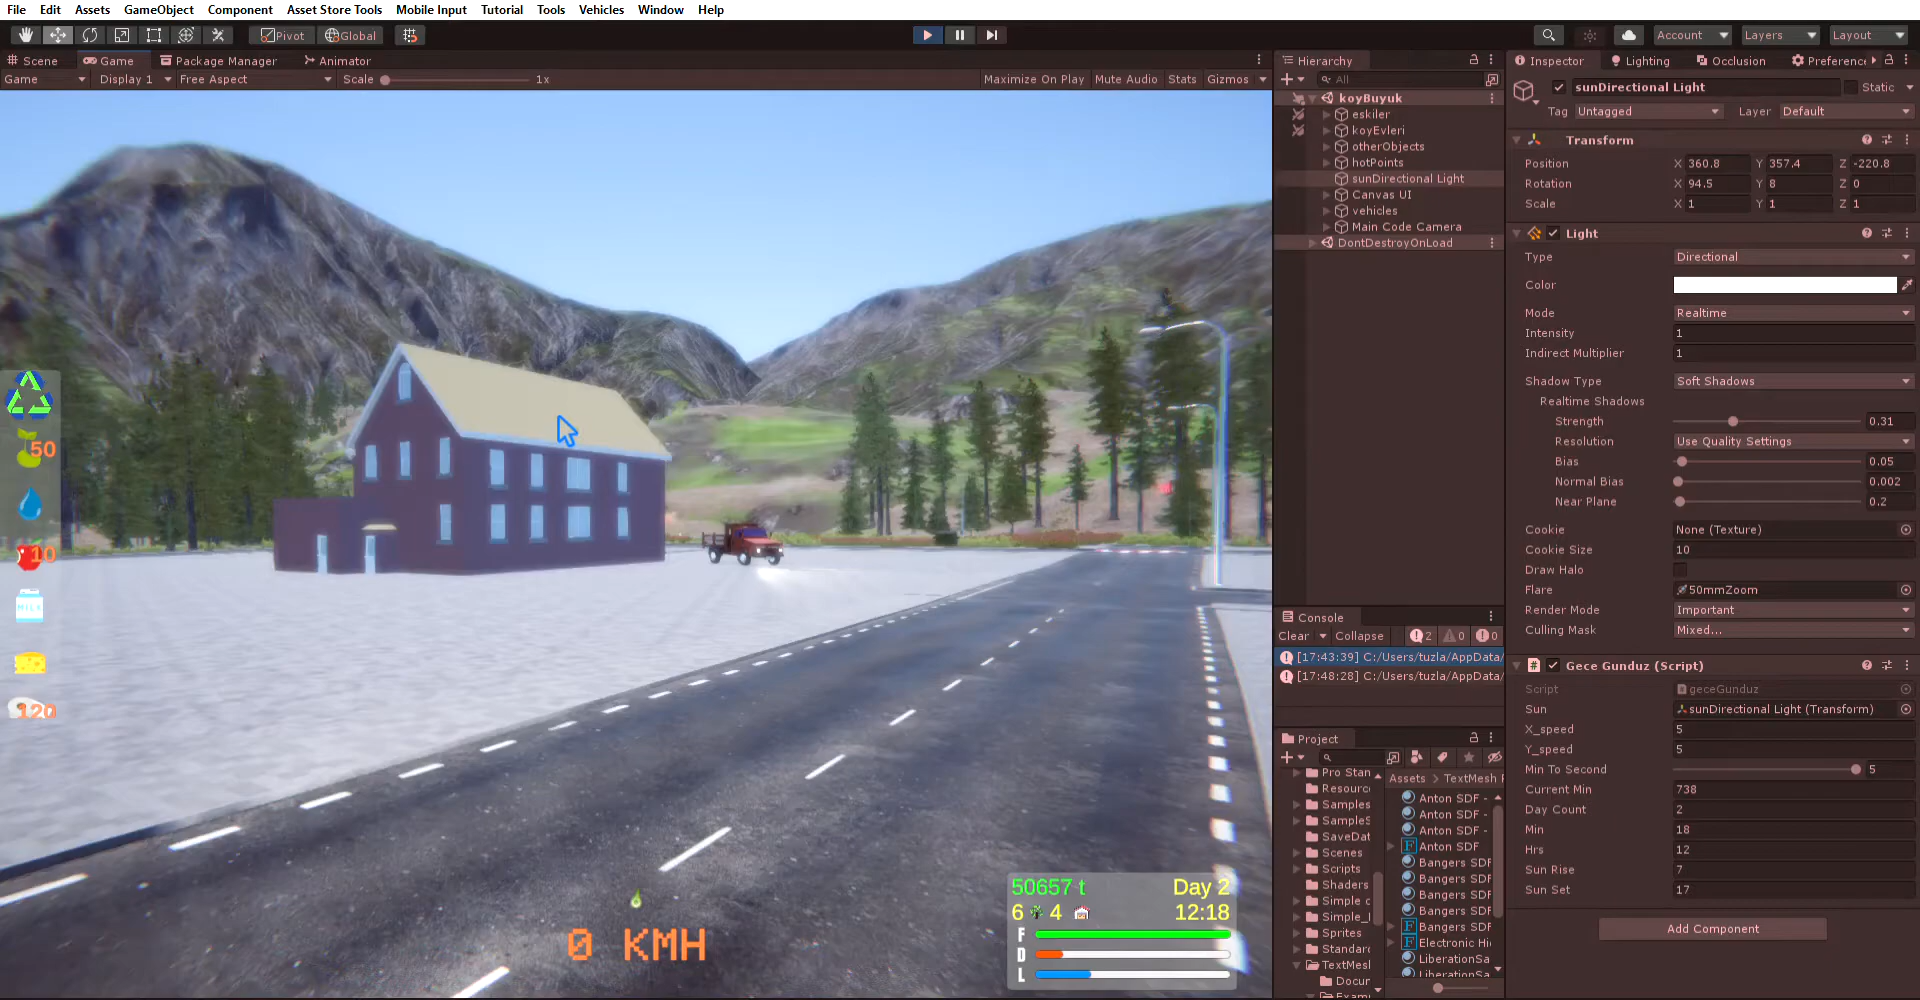 File Edit Assets GameObject Component Asset Store Tools Mobile Input Tutorial Tools Vehicles Window Help
Pivot Global Account Layers Layout
Scene Game Package Manager Animator
Game Display 1 Free Aspect Scale 1x Maximize On Play Mute Audio Stats Gizmos
50
10
MILK
120
0 KMH
50657 t Day 2
6 4 12:18
F
D
L
Hierarchy
All
koyBuyuk
eskiler
koyEvleri
otherObjects
hotPoints
sunDirectional Light
Canvas UI
vehicles
Main Code Camera
DontDestroyOnLoad
Console
Clear Collapse 2 0 0
[17:43:39] C:/Users/tuzla/AppData/
[17:48:28] C:/Users/tuzla/AppData/
Project
Pro Stan
Resourc
Samples
SampleS
SaveDat
Scenes
Scripts
Shaders
Simple c
Simple_
Sprites
Standar
TextMes
Docum
Exam
Assets > TextMesh
Anton SDF -
Anton SDF -
Anton SDF -
Anton SDF
Bangers SDF
Bangers SDF
Bangers SDF
Bangers SDF
Bangers SDF
Electronic Hi
LiberationSa
LiberationSa
Inspector Lighting Occlusion Preference
sunDirectional Light Static
Tag Untagged Layer Default
Transform
Position X 360.8 Y 357.4 Z -220.8
Rotation X 94.5 Y 8 Z 0
Scale X 1 Y 1 Z 1
Light
Type Directional
Color
Mode Realtime
Intensity 1
Indirect Multiplier 1
Shadow Type Soft Shadows
Realtime Shadows
Strength 0.31
Resolution Use Quality Settings
Bias 0.05
Normal Bias 0.002
Near Plane 0.2
Cookie None (Texture)
Cookie Size 10
Draw Halo
Flare 50mmZoom
Render Mode Important
Culling Mask Mixed...
Gece Gunduz (Script)
Script geceGunduz
Sun sunDirectional Light (Transform)
X_speed 5
Y_speed 5
Min To Second 5
Current Min 738
Day Count 2
Min 18
Hrs 12
Sun Rise 7
Sun Set 17
Add Component